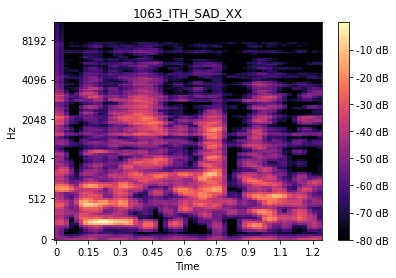 1063_ITH_SAD_XX
8192
4096
2048
1024
512
0
Hz
0 0.15 0.3 0.45 0.6 0.75 0.9 1.1 1.2
Time
-10 dB
-20 dB
-30 dB
-40 dB
-50 dB
-60 dB
-70 dB
-80 dB